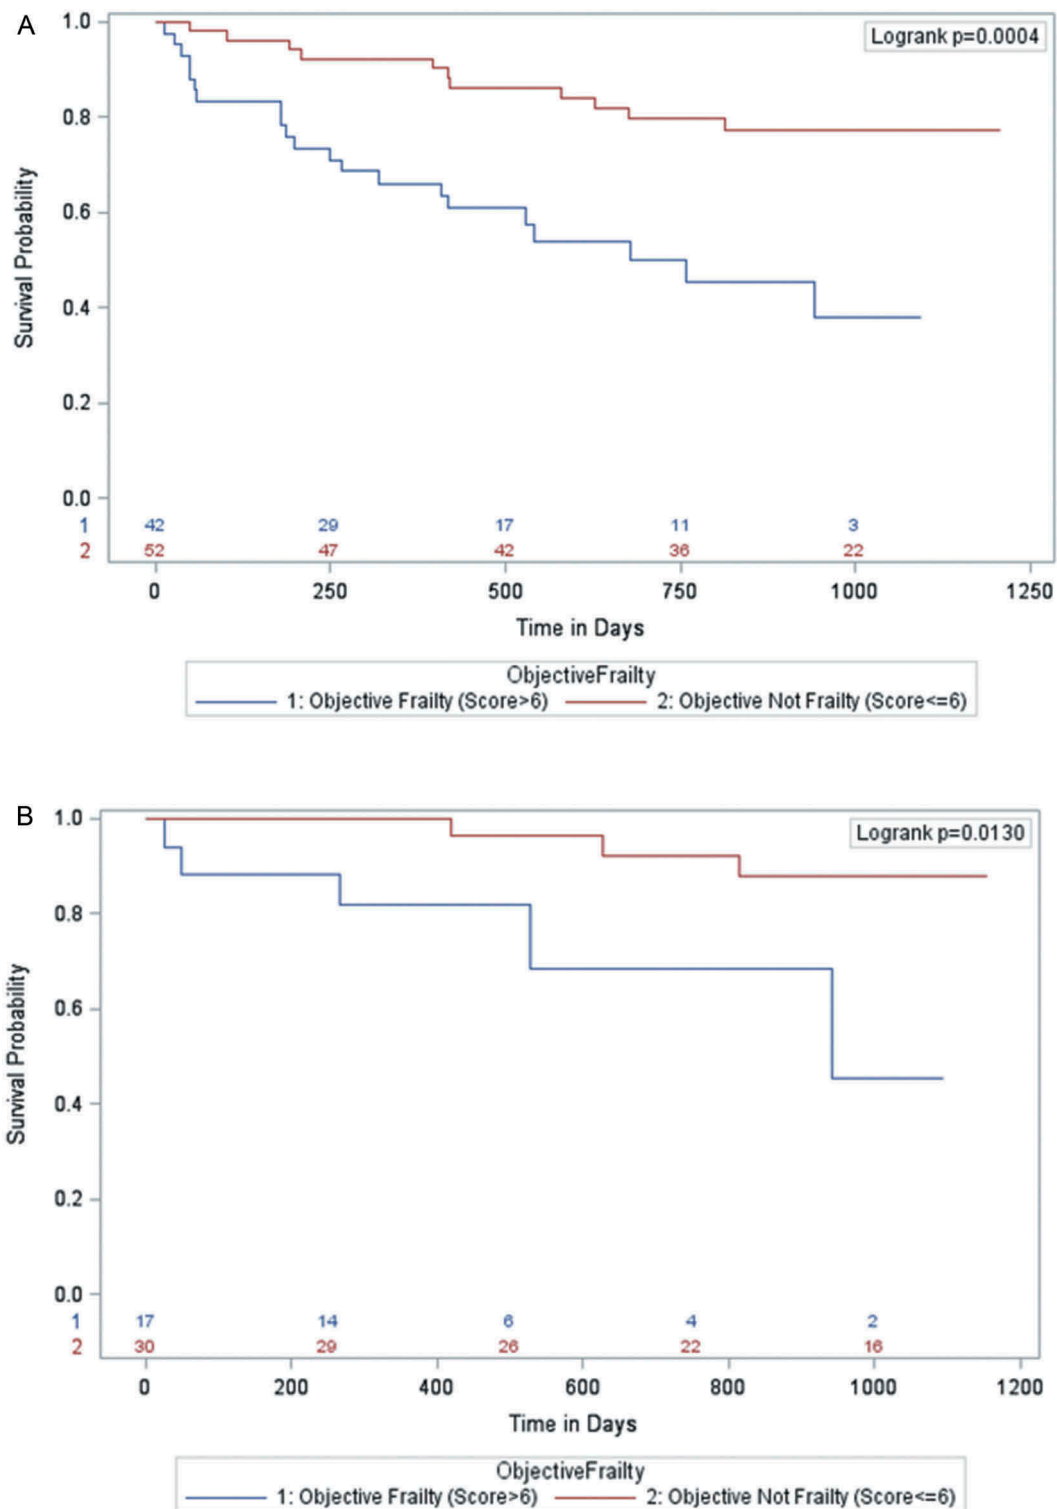 A
Logrank p=0.0004
1.0
0.8
0.6
0.4
0.2
0.0
Survival Probability
1 42 29 17 11 3
2 52 47 42 36 22
0 250 500 750 1000 1250
Time in Days
ObjectiveFrailty
1: Objective Frailty (Score>6) 2: Objective Not Frailty (Score<=6)
B
Logrank p=0.0130
1.0
0.8
0.6
0.4
0.2
0.0
Survival Probability
1 17 14 6 4 2
2 30 29 26 22 16
0 200 400 600 800 1000 1200
Time in Days
ObjectiveFrailty
1: Objective Frailty (Score>6) 2: Objective Not Frailty (Score<=6)